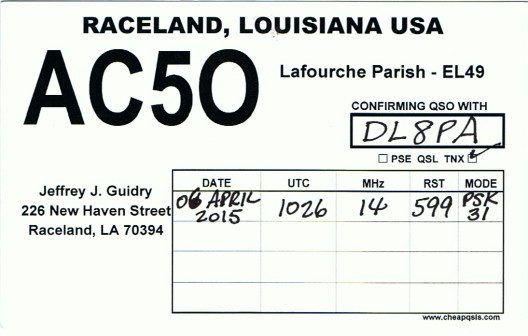 RACELAND, LOUISIANA USA
AC5O
Lafourche Parish - EL49
CONFIRMING QSO WITH
DL8PA
PSE QSL TNX
Jeffrey J. Guidry
226 New Haven Street
Raceland, LA 70394
DATE UTC MHz RST MODE
06 APRIL 2015 1026 14 599 PSK 31
www.cheapqsls.com